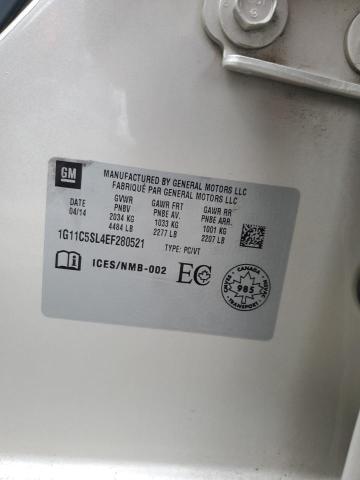 GM
MANUFACTURED BY GENERAL MOTORS LLC
FABRIQUÉ PAR GENERAL MOTORS LLC
DATE GVWR GAWR FRT GAWR RR
04/14 PNBV PNBE AV. PNBE ARR.
2034 KG 1033 KG 1001 KG
4484 LB 2277 LB 2207 LB
1G11C5SL4EF280521 TYPE: PC/VT
ICES/NMB-002 EC
CANADA
985
TRANSPORT